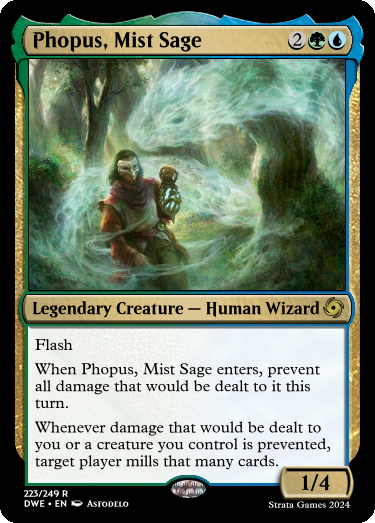 Phopus, Mist Sage 2
Legendary Creature — Human Wizard
Flash
When Phopus, Mist Sage enters, prevent
all damage that would be dealt to it this
turn.
Whenever damage that would be dealt to
you or a creature you control is prevented,
target player mills that many cards.
1/4
223/249 R
DWE • EN Asfodelo
Strata Games 2024